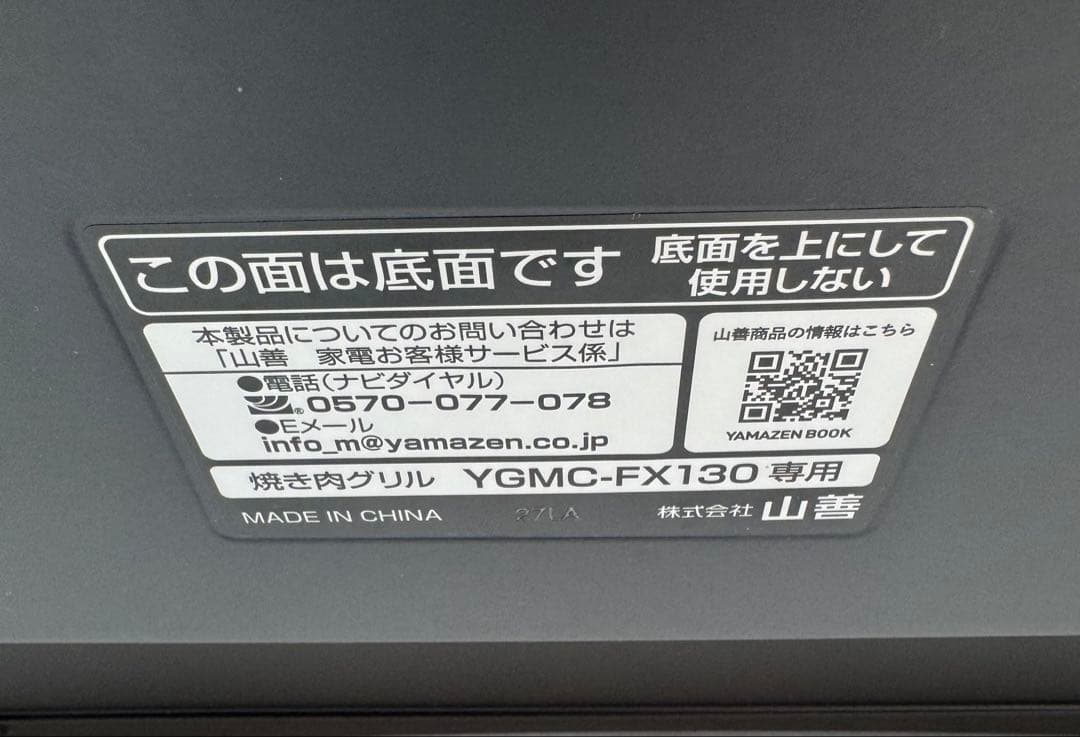 この面は底面です
底面を上にして
使用しない
本製品についてのお問い合わせは
「山善 家電お客様サービス係」
●電話(ナビダイヤル)
®0570-077-078
●Eメール
info_m@yamazen.co.jp
山善商品の情報はこちら
YAMAZEN BOOK
焼き肉グリル YGMC-FX130 専用
MADE IN CHINA
27LA
株式会社 山善